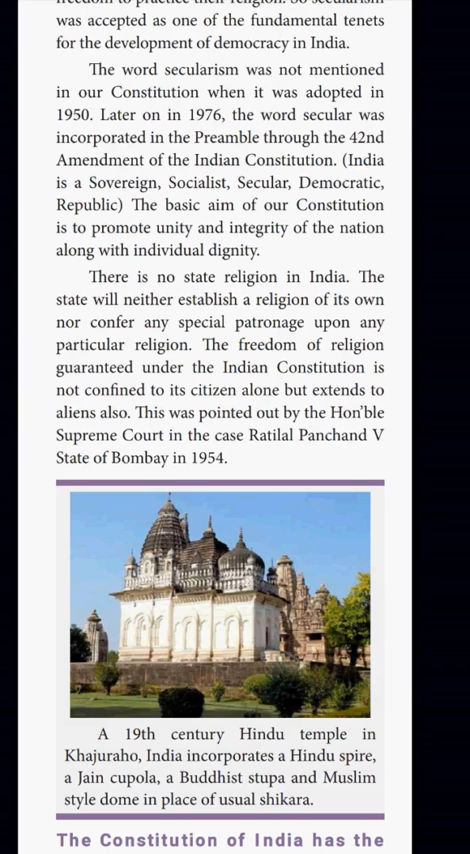 freedom to practice their religion. So secularism
was accepted as one of the fundamental tenets
for the development of democracy in India.
The word secularism was not mentioned
in our Constitution when it was adopted in
1950. Later on in 1976, the word secular was
incorporated in the Preamble through the 42nd
Amendment of the Indian Constitution. (India
is a Sovereign, Socialist, Secular, Democratic,
Republic) The basic aim of our Constitution
is to promote unity and integrity of the nation
along with individual dignity.
There is no state religion in India. The
state will neither establish a religion of its own
nor confer any special patronage upon any
particular religion. The freedom of religion
guaranteed under the Indian Constitution is
not confined to its citizen alone but extends to
aliens also. This was pointed out by the Hon’ble
Supreme Court in the case Ratilal Panchand V
State of Bombay in 1954.
A 19th century Hindu temple in
Khajuraho, India incorporates a Hindu spire,
a Jain cupola, a Buddhist stupa and Muslim
style dome in place of usual shikara.
The Constitution of India has the